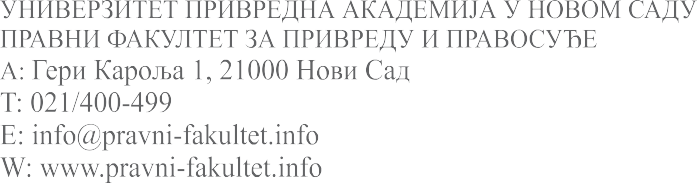 УНИВЕРЗИТЕТ ПРИВРЕДНА АКАДЕМИЈА У НОВОМ САДУ
ПРАВНИ ФАКУЛТЕТ ЗА ПРИВРЕДУ И ПРАВОСУЂЕ
А: Гери Кароља 1, 21000 Нови Сад
Т: 021/400-499
Е: info@pravni-fakultet.info
W: www.pravni-fakultet.info